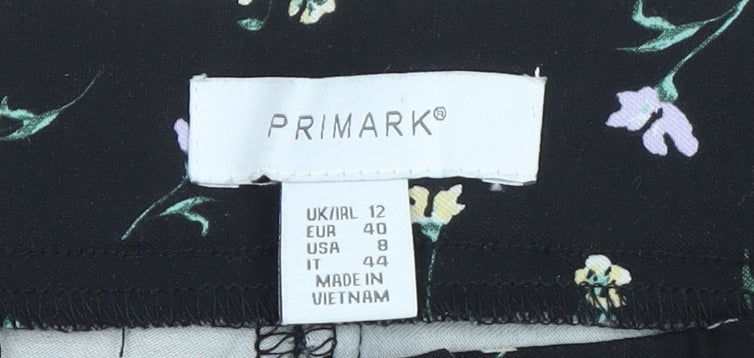 PRIMARK®
UK/IRL 12
EUR 40
USA 8
IT 44
MADE IN
VIETNAM